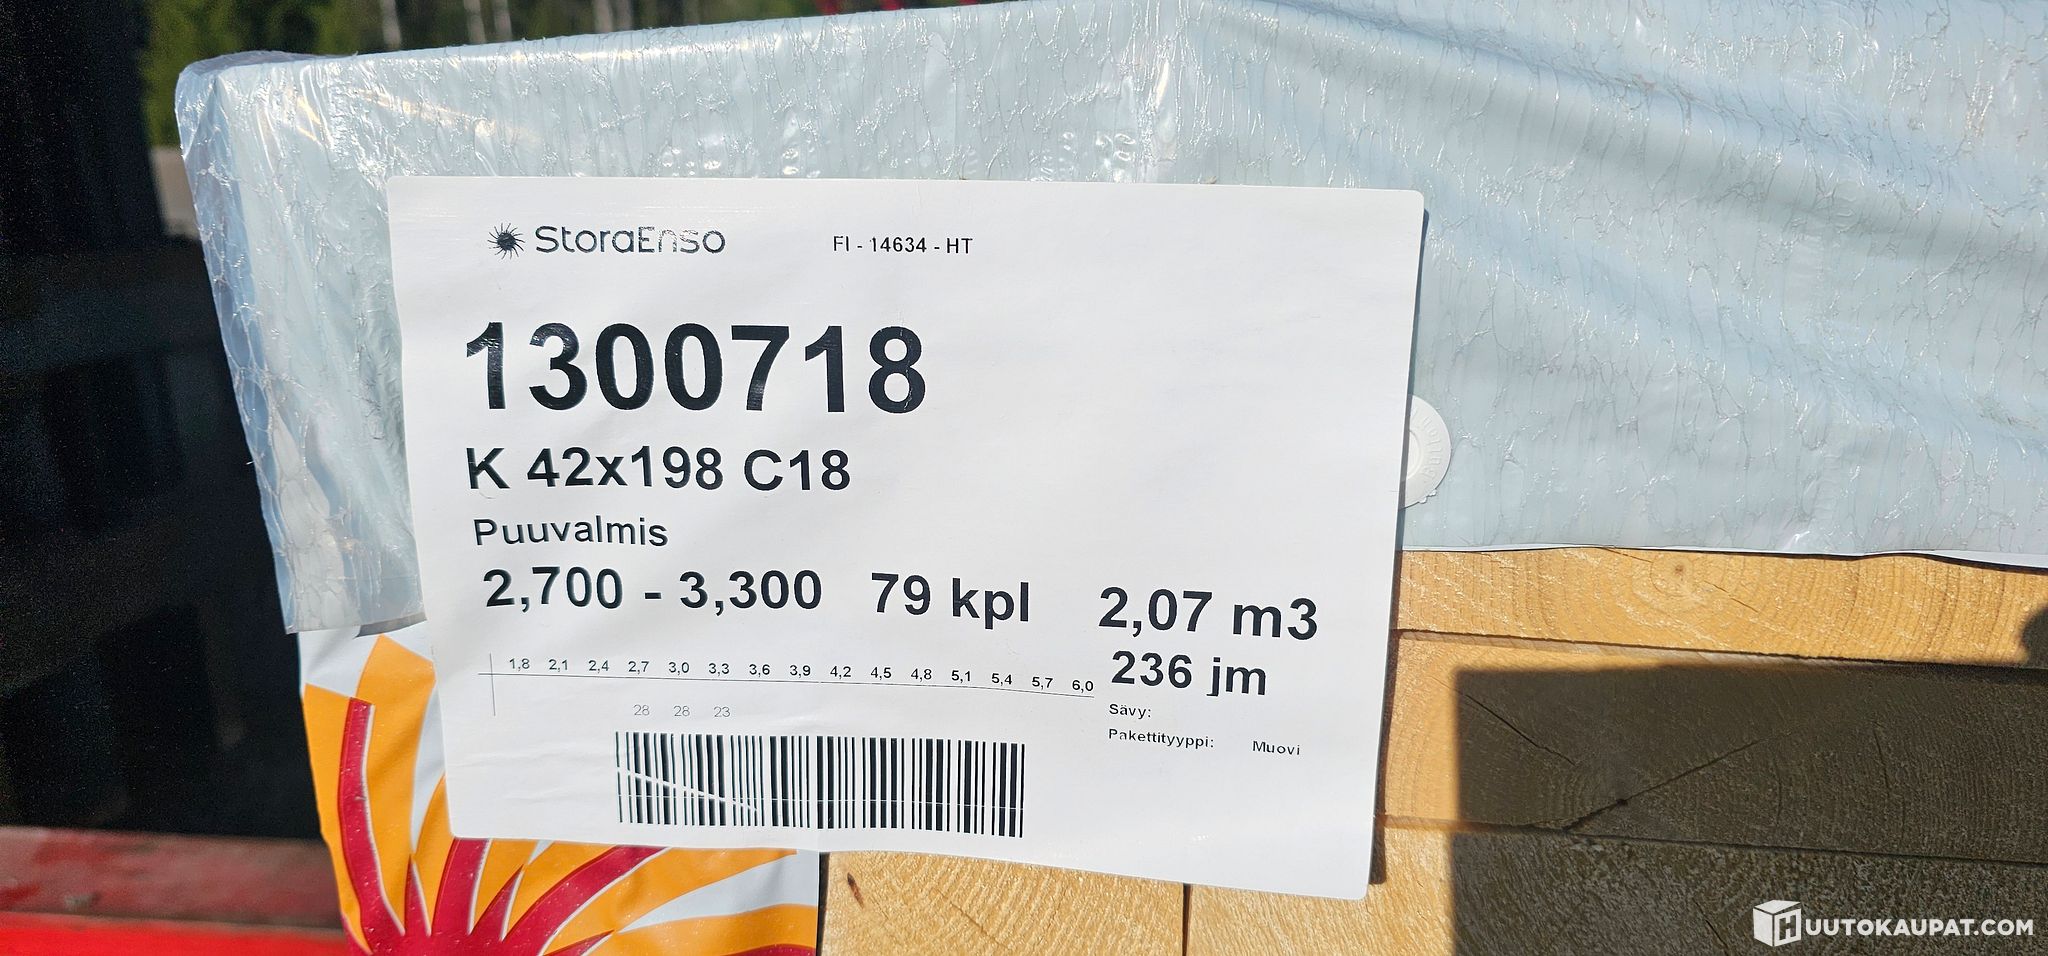 StoraEnso
FI - 14634 - HT
1300718
K 42x198 C18
Puuvalmis
2,700 - 3,300 79 kpl 2,07 m3
236 jm
1,8 2,1 2,4 2,7 3,0 3,3 3,6 3,9 4,2 4,5 4,8 5,1 5,4 5,7 6,0
28 28 23
Sävy:
Pakettityyppi: Muovi
HUUTOKAUPAT.COM